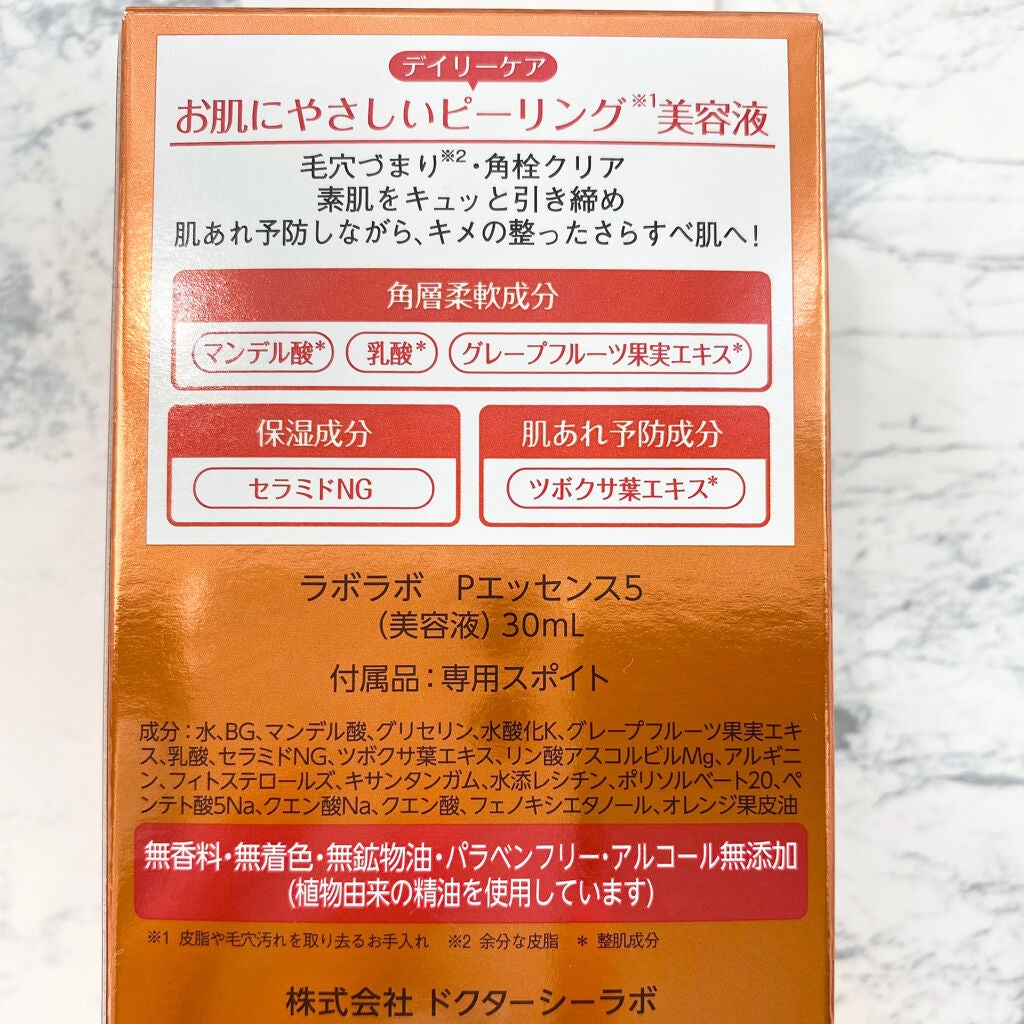 デイリーケア
お肌にやさしいピーリング※1美容液
毛穴づまり※2・角栓クリア
素肌をキュッと引き締め
肌あれ予防しながら、キメの整ったさらすべ肌へ!
角層柔軟成分
マンデル酸* 乳酸* グレープフルーツ果実エキス*
保湿成分
セラミドNG
肌あれ予防成分
ツボクサ葉エキス*
ラボラボ Pエッセンス5
(美容液) 30mL
付属品:専用スポイト
成分:水、BG、マンデル酸、グリセリン、水酸化K、グレープフルーツ果実エキ
ス、乳酸、セラミドNG、ツボクサ葉エキス、リン酸アスコルビルMg、アルギニ
ン、フィトステロールズ、キサンタンガム、水添レシチン、ポリソルベート20、ペ
ンテト酸5Na、クエン酸Na、クエン酸、フェノキシエタノール、オレンジ果皮油
無香料・無着色・無鉱物油・パラベンフリー・アルコール無添加
(植物由来の精油を使用しています)
※1 皮脂や毛穴汚れを取り去るお手入れ ※2 余分な皮脂 * 整肌成分
株式会社 ドクターシーラボ